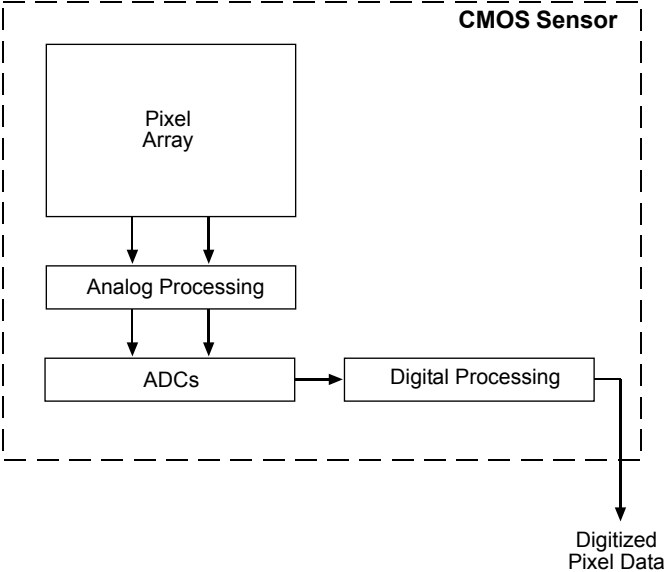 CMOS Sensor
Pixel
Array
Analog Processing
ADCs
Digital Processing
Digitized
Pixel Data